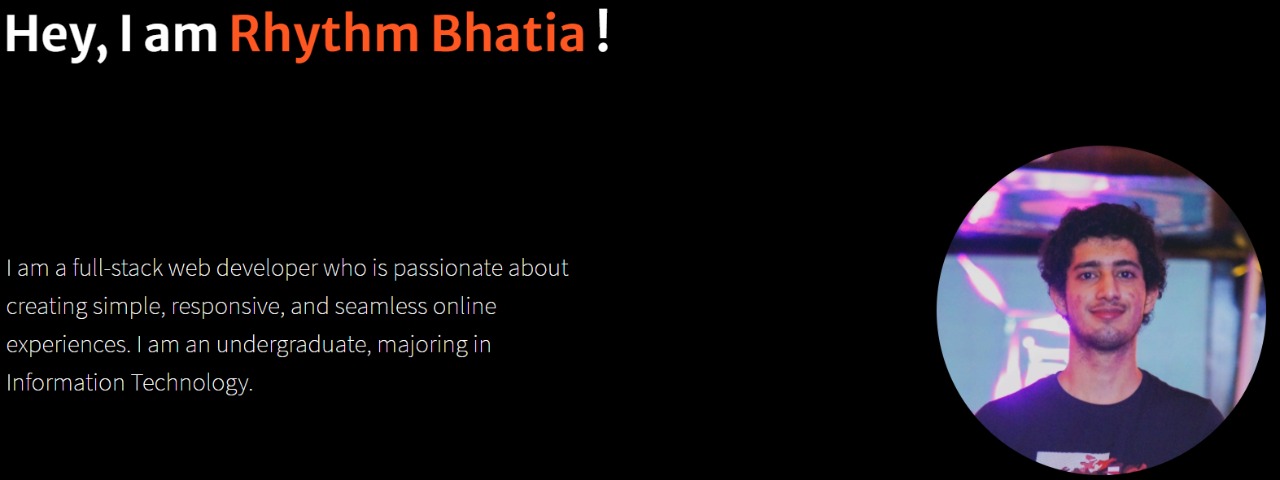 Hey, I am Rhythm Bhatia !
I am a full-stack web developer who is passionate about
creating simple, responsive, and seamless online
experiences. I am an undergraduate, majoring in
Information Technology.